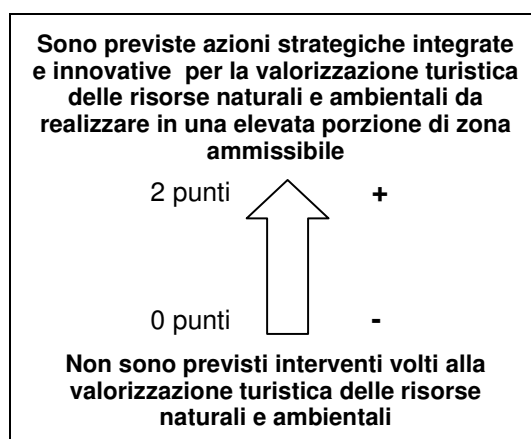 Sono previste azioni strategiche integrate
e innovative per la valorizzazione turistica
delle risorse naturali e ambientali da
realizzare in una elevata porzione di zona
ammissibile
2 punti +
0 punti -
Non sono previsti interventi volti alla
valorizzazione turistica delle risorse
naturali e ambientali